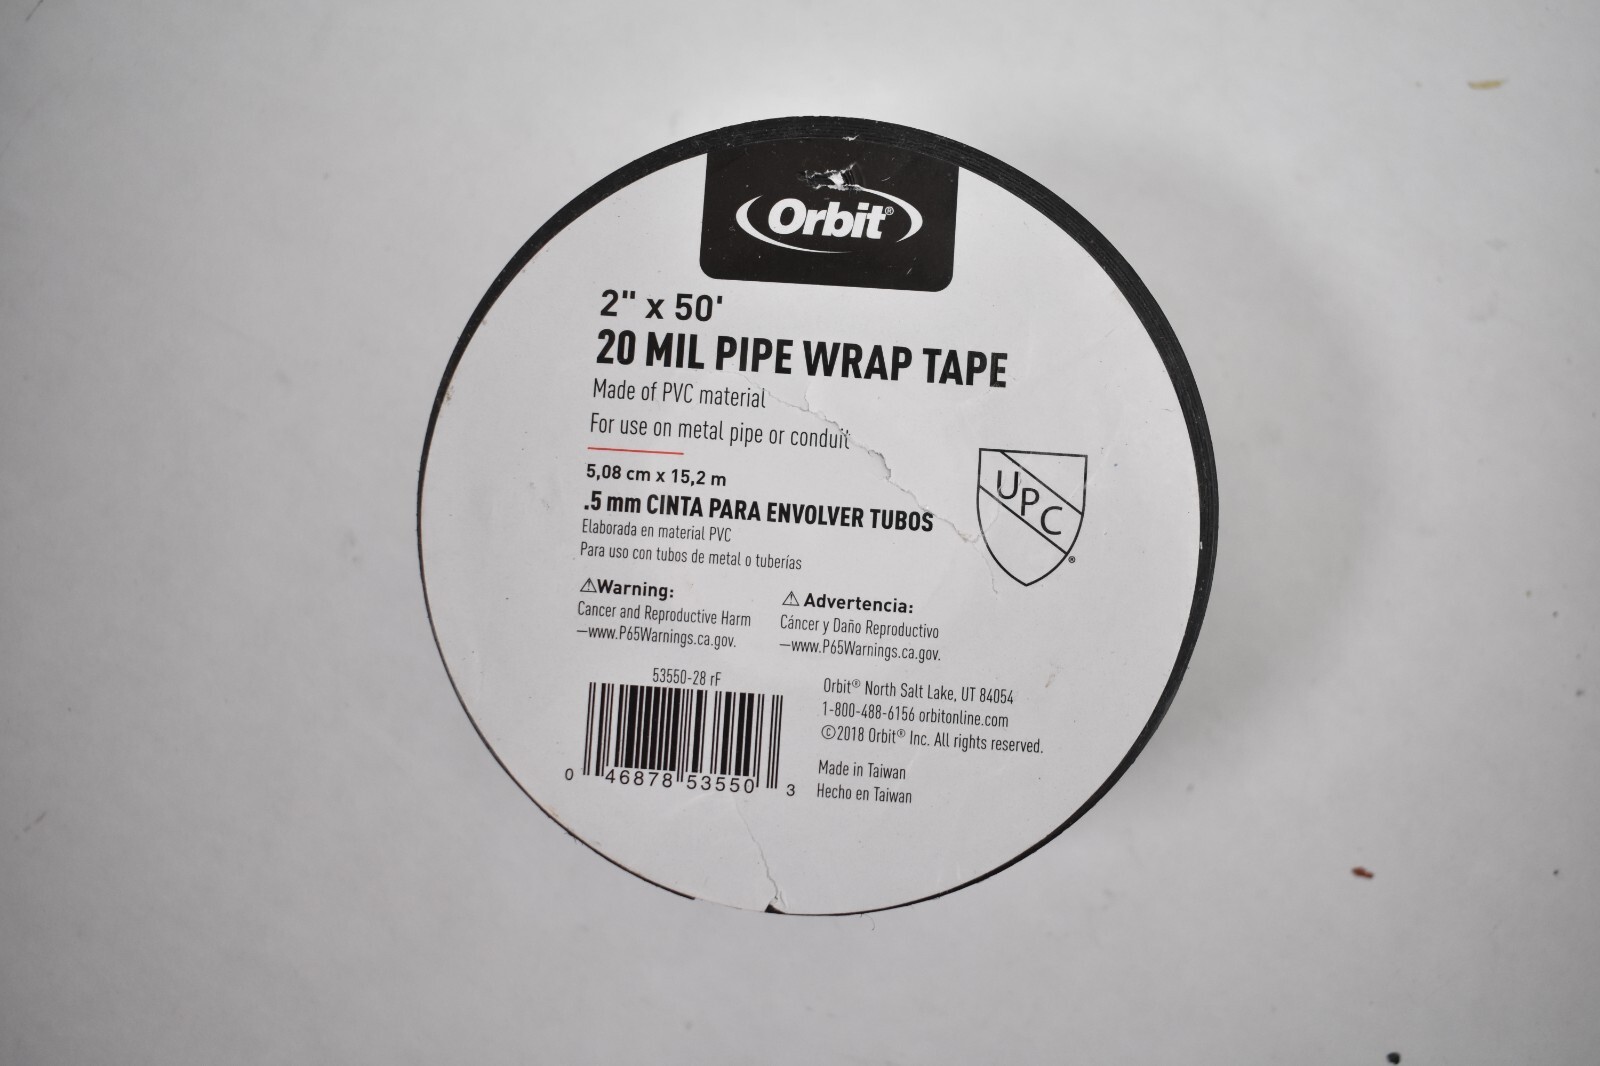 Orbit®
2" x 50'
20 MIL PIPE WRAP TAPE
Made of PVC material
For use on metal pipe or conduit
5,08 cm x 15,2 m
.5 mm CINTA PARA ENVOLVER TUBOS
Elaborada en material PVC
Para uso con tubos de metal o tuberías
UPC®
⚠Warning:
Cancer and Reproductive Harm
—www.P65Warnings.ca.gov.
⚠ Advertencia:
Cáncer y Daño Reproductivo
—www.P65Warnings.ca.gov.
53550-28 rF
0 46878 53550 3
Orbit® North Salt Lake, UT 84054
1-800-488-6156 orbitonline.com
©2018 Orbit® Inc. All rights reserved.
Made in Taiwan
Hecho en Taiwan